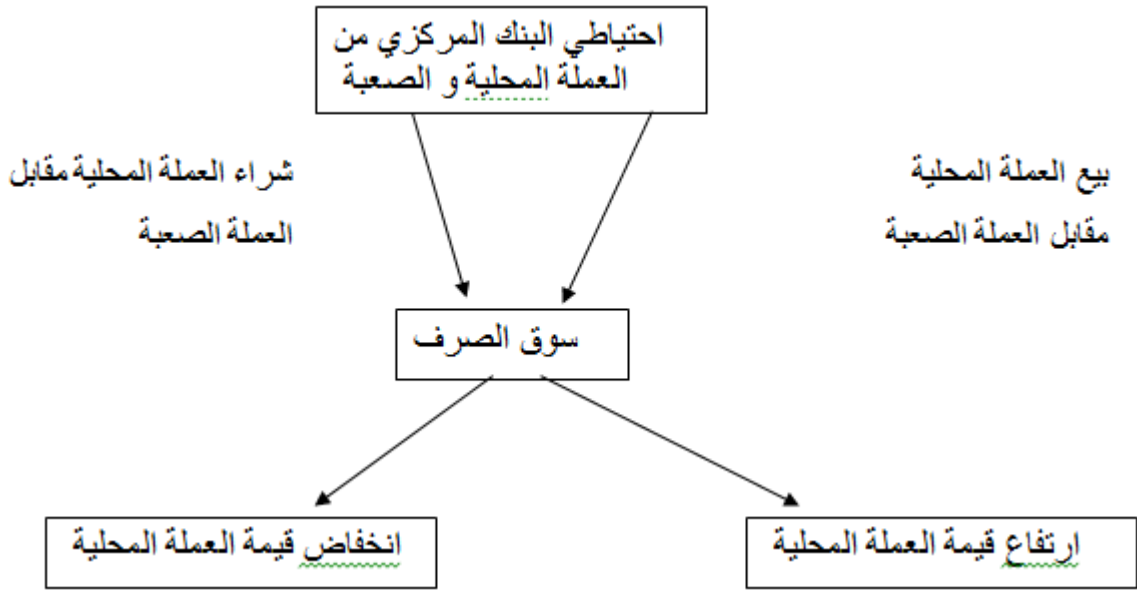 احتياطي البنك المركزي من
العملة المحلية و الصعبة
بيع العملة المحلية
مقابل العملة الصعبة
شراء العملة المحلية مقابل
العملة الصعبة
سوق الصرف
ارتفاع قيمة العملة المحلية
انخفاض قيمة العملة المحلية